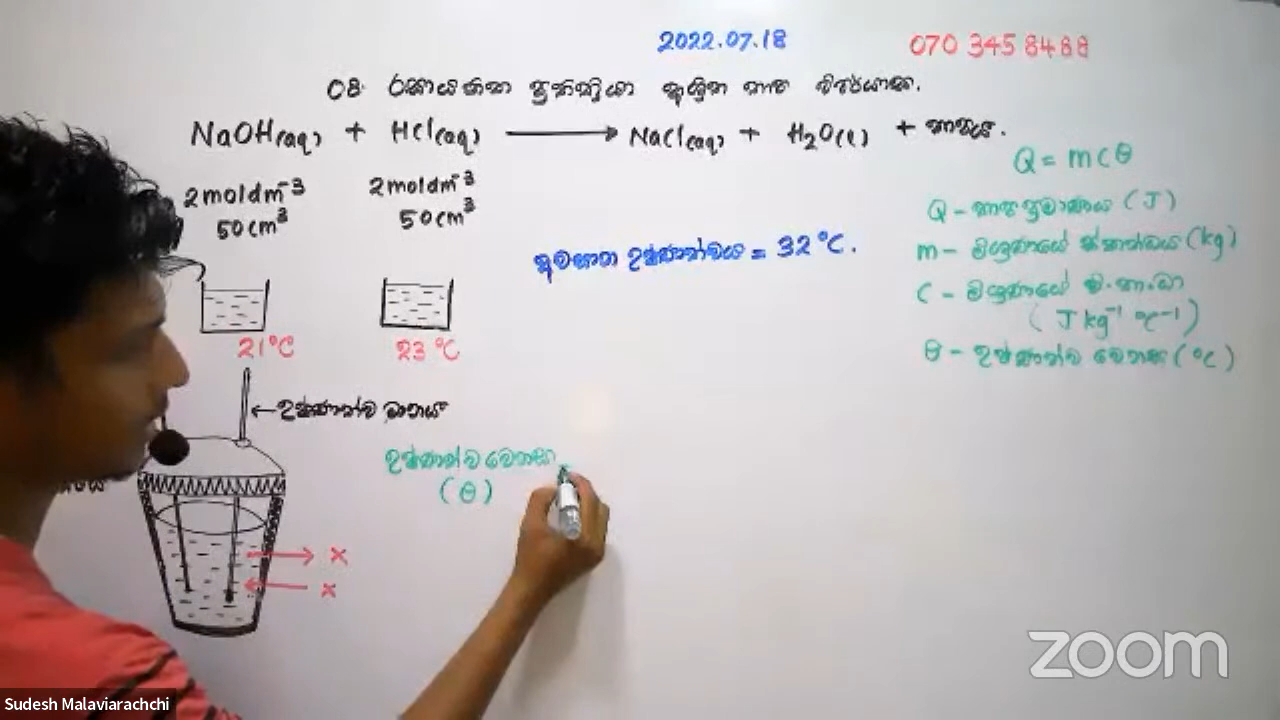 2022.07.18
070 345 8488
08. රසායනික ප්‍රතික්‍රියා ආශ්‍රිත තාප විපර්යාස.
NaOH(aq) + HCl(aq) ⟶ NaCl(aq) + H₂O(l) + තාපය.
2moldm⁻³ 2moldm⁻³
50cm³ 50cm³
Q = mcθ
Q – තාප ප්‍රමාණය (J)
m – මිශ්‍රණයේ ස්කන්ධය (kg)
C – මිශ්‍රණයේ වි.තා.ධා
(J kg⁻¹ °C⁻¹)
θ – උෂ්ණත්ව වෙනස (°C)
අවසාන උෂ්ණත්වය = 32°C.
21°C 23°C
←උෂ්ණත්ව මානය
උෂ්ණත්ව වෙනස
(θ)
x
x
zoom
Sudesh Malaviarachchi